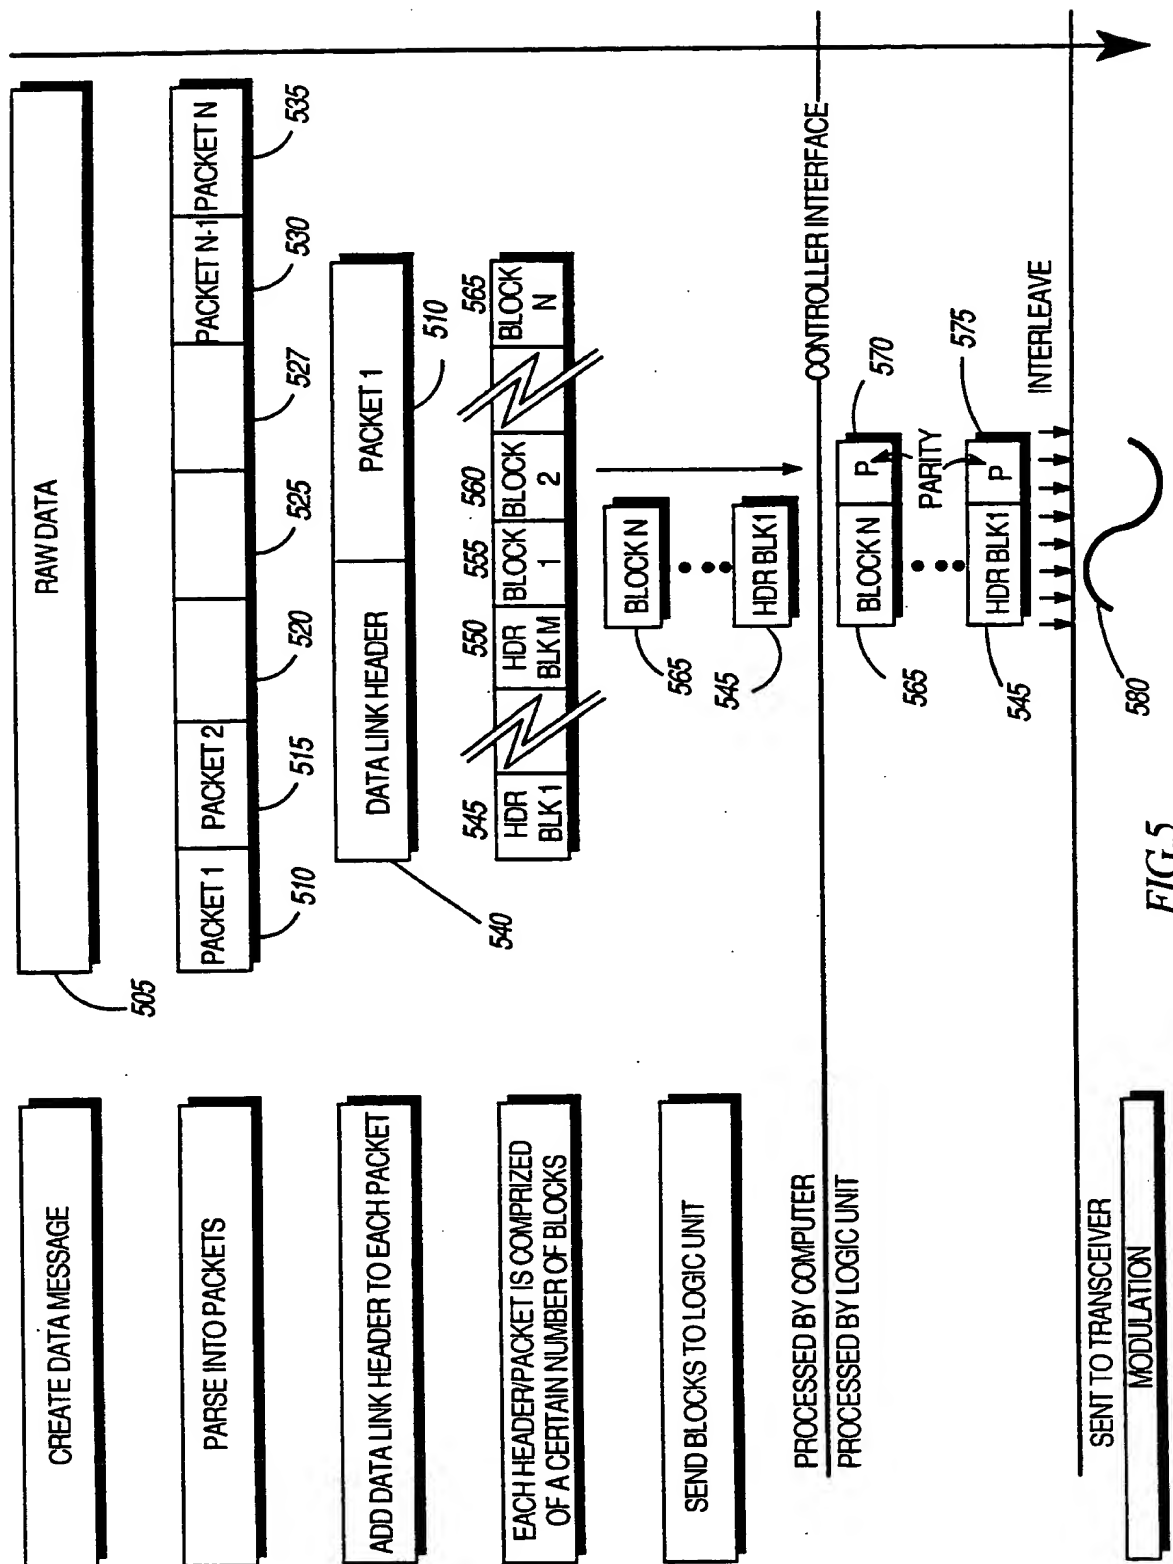 CREATE DATA MESSAGE
RAW DATA
505
PARSE INTO PACKETS
PACKET 1
PACKET 2
PACKET N-1
PACKET N
510
515
520
525
527
530
535
ADD DATA LINK HEADER TO EACH PACKET
DATA LINK HEADER
PACKET 1
540
510
EACH HEADER/PACKET IS COMPRIZED
OF A CERTAIN NUMBER OF BLOCKS
545
550
555
560
565
HDR
BLK 1
HDR
BLK M
BLOCK
1
BLOCK
2
BLOCK
N
SEND BLOCKS TO LOGIC UNIT
BLOCK N
565
HDR BLK1
545
PROCESSED BY COMPUTER
CONTROLLER INTERFACE
PROCESSED BY LOGIC UNIT
BLOCK N
P
565
570
PARITY
HDR BLK1
P
545
575
INTERLEAVE
SENT TO TRANSCEIVER
MODULATION
580
FIG.5